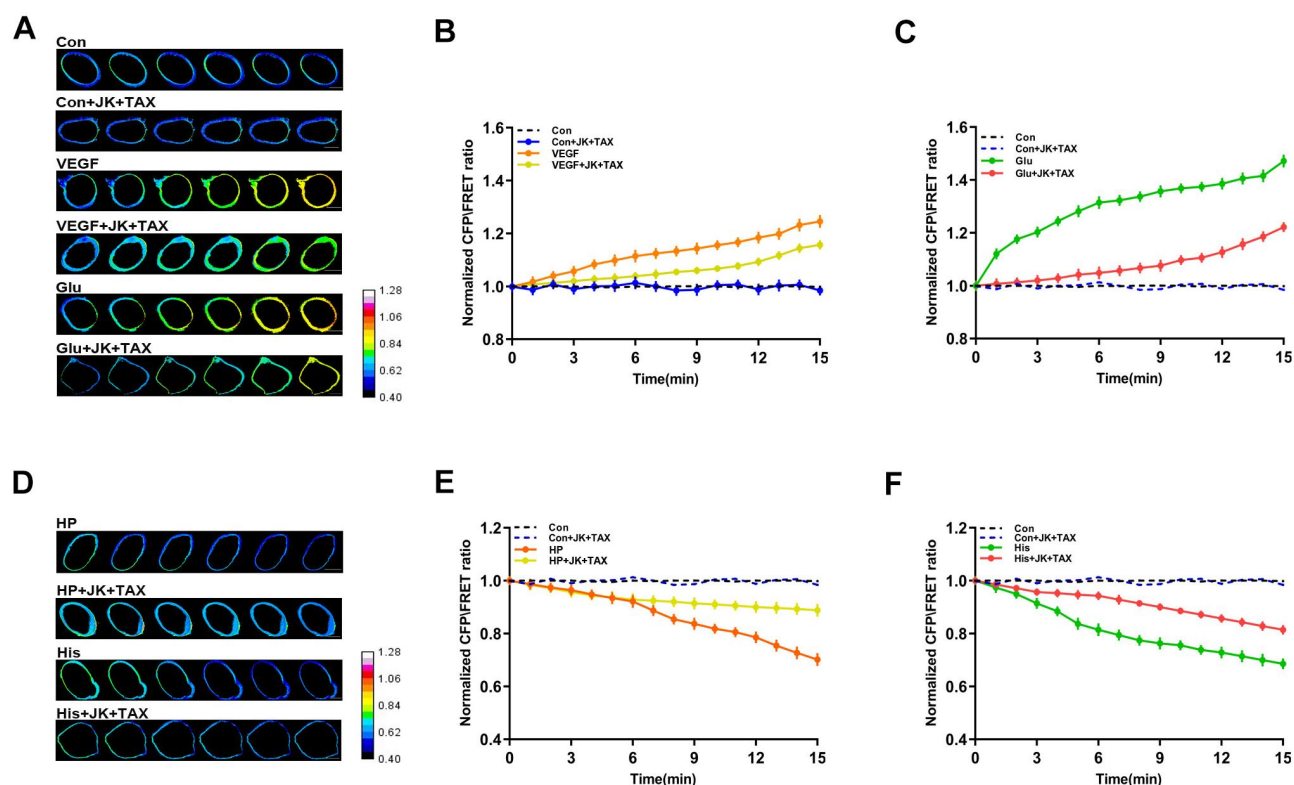 A
Con
Con+JK+TAX
VEGF
VEGF+JK+TAX
Glu
Glu+JK+TAX
1.28
1.06
0.84
0.62
0.40
B
Normalized CFP\FRET ratio
1.6
1.4
1.2
1.0
0.8
Con
Con+JK+TAX
VEGF
VEGF+JK+TAX
0 3 6 9 12 15
Time(min)
C
Normalized CFP\FRET ratio
1.6
1.4
1.2
1.0
0.8
Con
Con+JK+TAX
Glu
Glu+JK+TAX
0 3 6 9 12 15
Time(min)
D
HP
HP+JK+TAX
His
His+JK+TAX
1.28
1.06
0.84
0.62
0.40
E
Normalized CFP\FRET ratio
1.2
1.0
0.8
0.6
0.4
Con
Con+JK+TAX
HP
HP+JK+TAX
0 3 6 9 12 15
Time(min)
F
Normalized CFP\FRET ratio
1.2
1.0
0.8
0.6
0.4
Con
Con+JK+TAX
His
His+JK+TAX
0 3 6 9 12 15
Time(min)